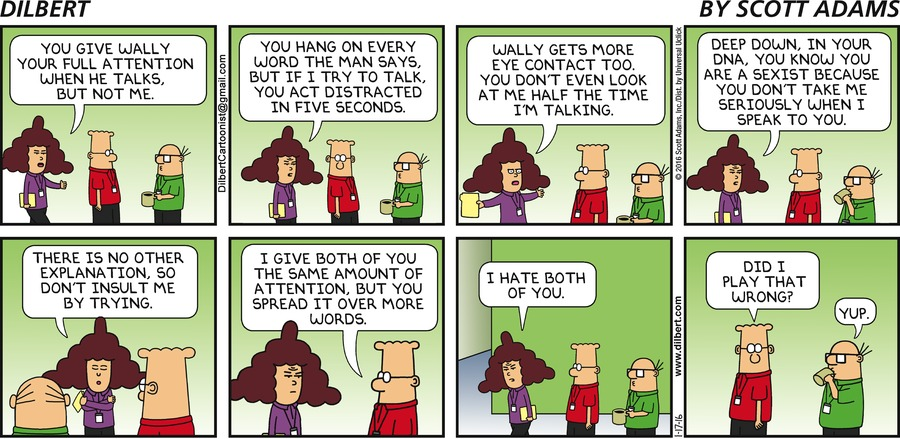 DILBERT
BY SCOTT ADAMS
YOU GIVE WALLY
YOUR FULL ATTENTION
WHEN HE TALKS,
BUT NOT ME.
DilbertCartoonist@gmail.com
YOU HANG ON EVERY
WORD THE MAN SAYS,
BUT IF I TRY TO TALK,
YOU ACT DISTRACTED
IN FIVE SECONDS.
WALLY GETS MORE
EYE CONTACT TOO.
YOU DON'T EVEN LOOK
AT ME HALF THE TIME
I'M TALKING.
© 2016 Scott Adams, Inc./Dist. by Universal Uclick
DEEP DOWN, IN YOUR
DNA, YOU KNOW YOU
ARE A SEXIST BECAUSE
YOU DON'T TAKE ME
SERIOUSLY WHEN I
SPEAK TO YOU.
THERE IS NO OTHER
EXPLANATION, SO
DON'T INSULT ME
BY TRYING.
I GIVE BOTH OF YOU
THE SAME AMOUNT OF
ATTENTION, BUT YOU
SPREAD IT OVER MORE
WORDS.
I HATE BOTH
OF YOU.
www.dilbert.com
1-17-16
DID I
PLAY THAT
WRONG?
YUP.